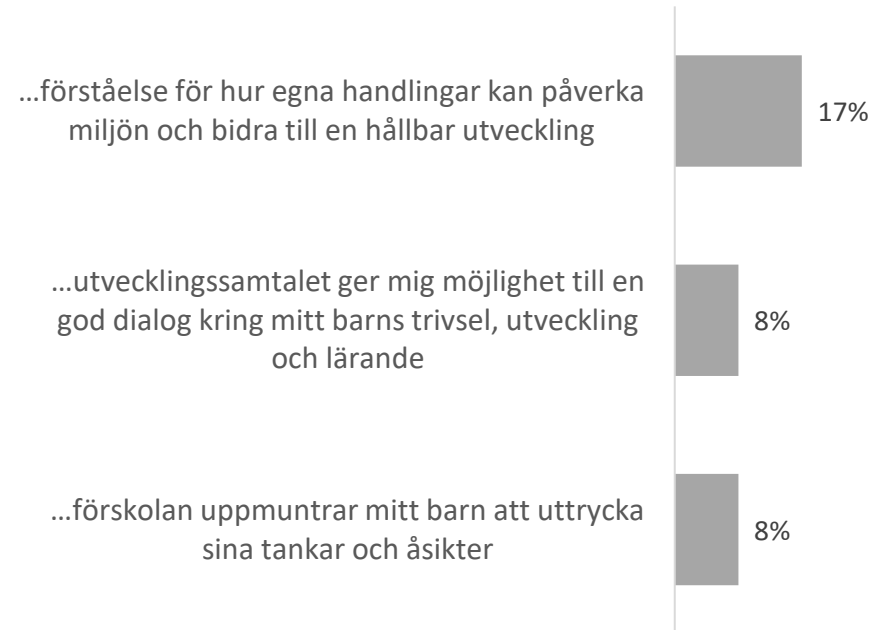 …förståelse för hur egna handlingar kan påverka
miljön och bidra till en hållbar utveckling
17%
…utvecklingssamtalet ger mig möjlighet till en
god dialog kring mitt barns trivsel, utveckling
och lärande
8%
…förskolan uppmuntrar mitt barn att uttrycka
sina tankar och åsikter
8%